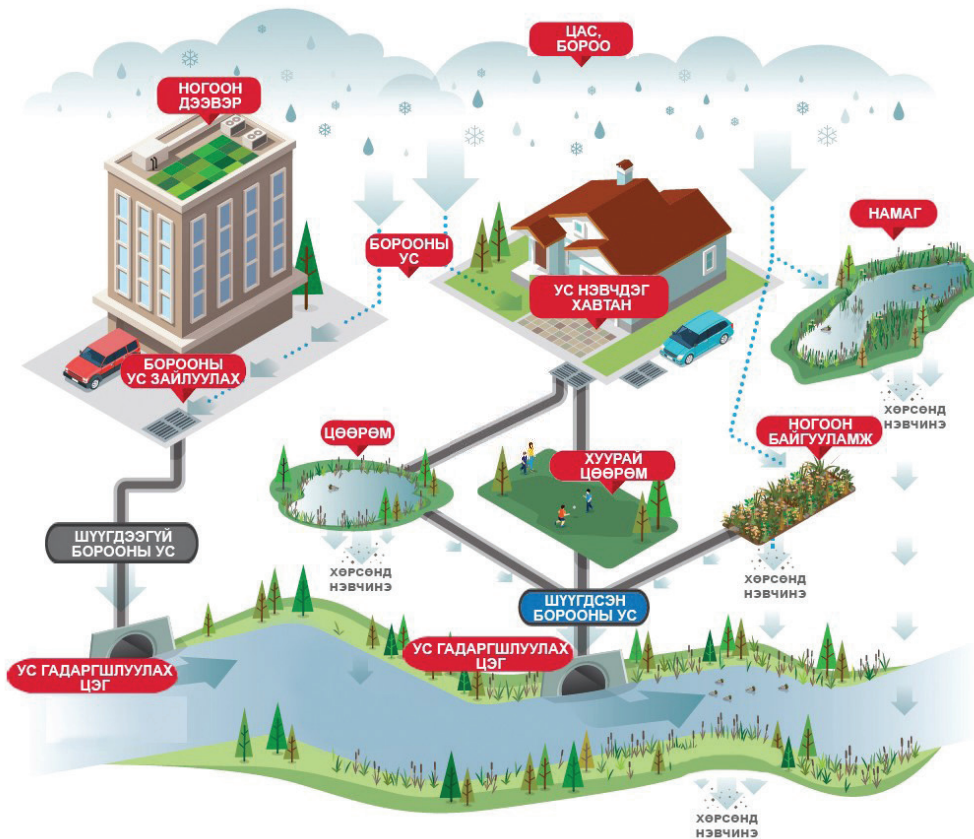 ЦАС,
БОРОО
НОГООН
ДЭЭВЭР
НАМАГ
БОРООНЫ
УС
УС НЭВЧДЭГ
ХАВТАН
БОРООНЫ
УС ЗАЙЛУУЛАХ
ХӨРСӨНД
НЭВЧИНЭ
ЦӨӨРӨМ
НОГООН
БАЙГУУЛАМЖ
ХУУРАЙ
ЦӨӨРӨМ
ШҮҮГДЭЭГҮЙ
БОРООНЫ УС
ХӨРСӨНД
НЭВЧИНЭ
ХӨРСӨНД
НЭВЧИНЭ
ШҮҮГДСЭН
БОРООНЫ УС
УС ГАДАРГШЛУУЛАХ
ЦЭГ
УС ГАДАРГШЛУУЛАХ
ЦЭГ
ХӨРСӨНД
НЭВЧИНЭ